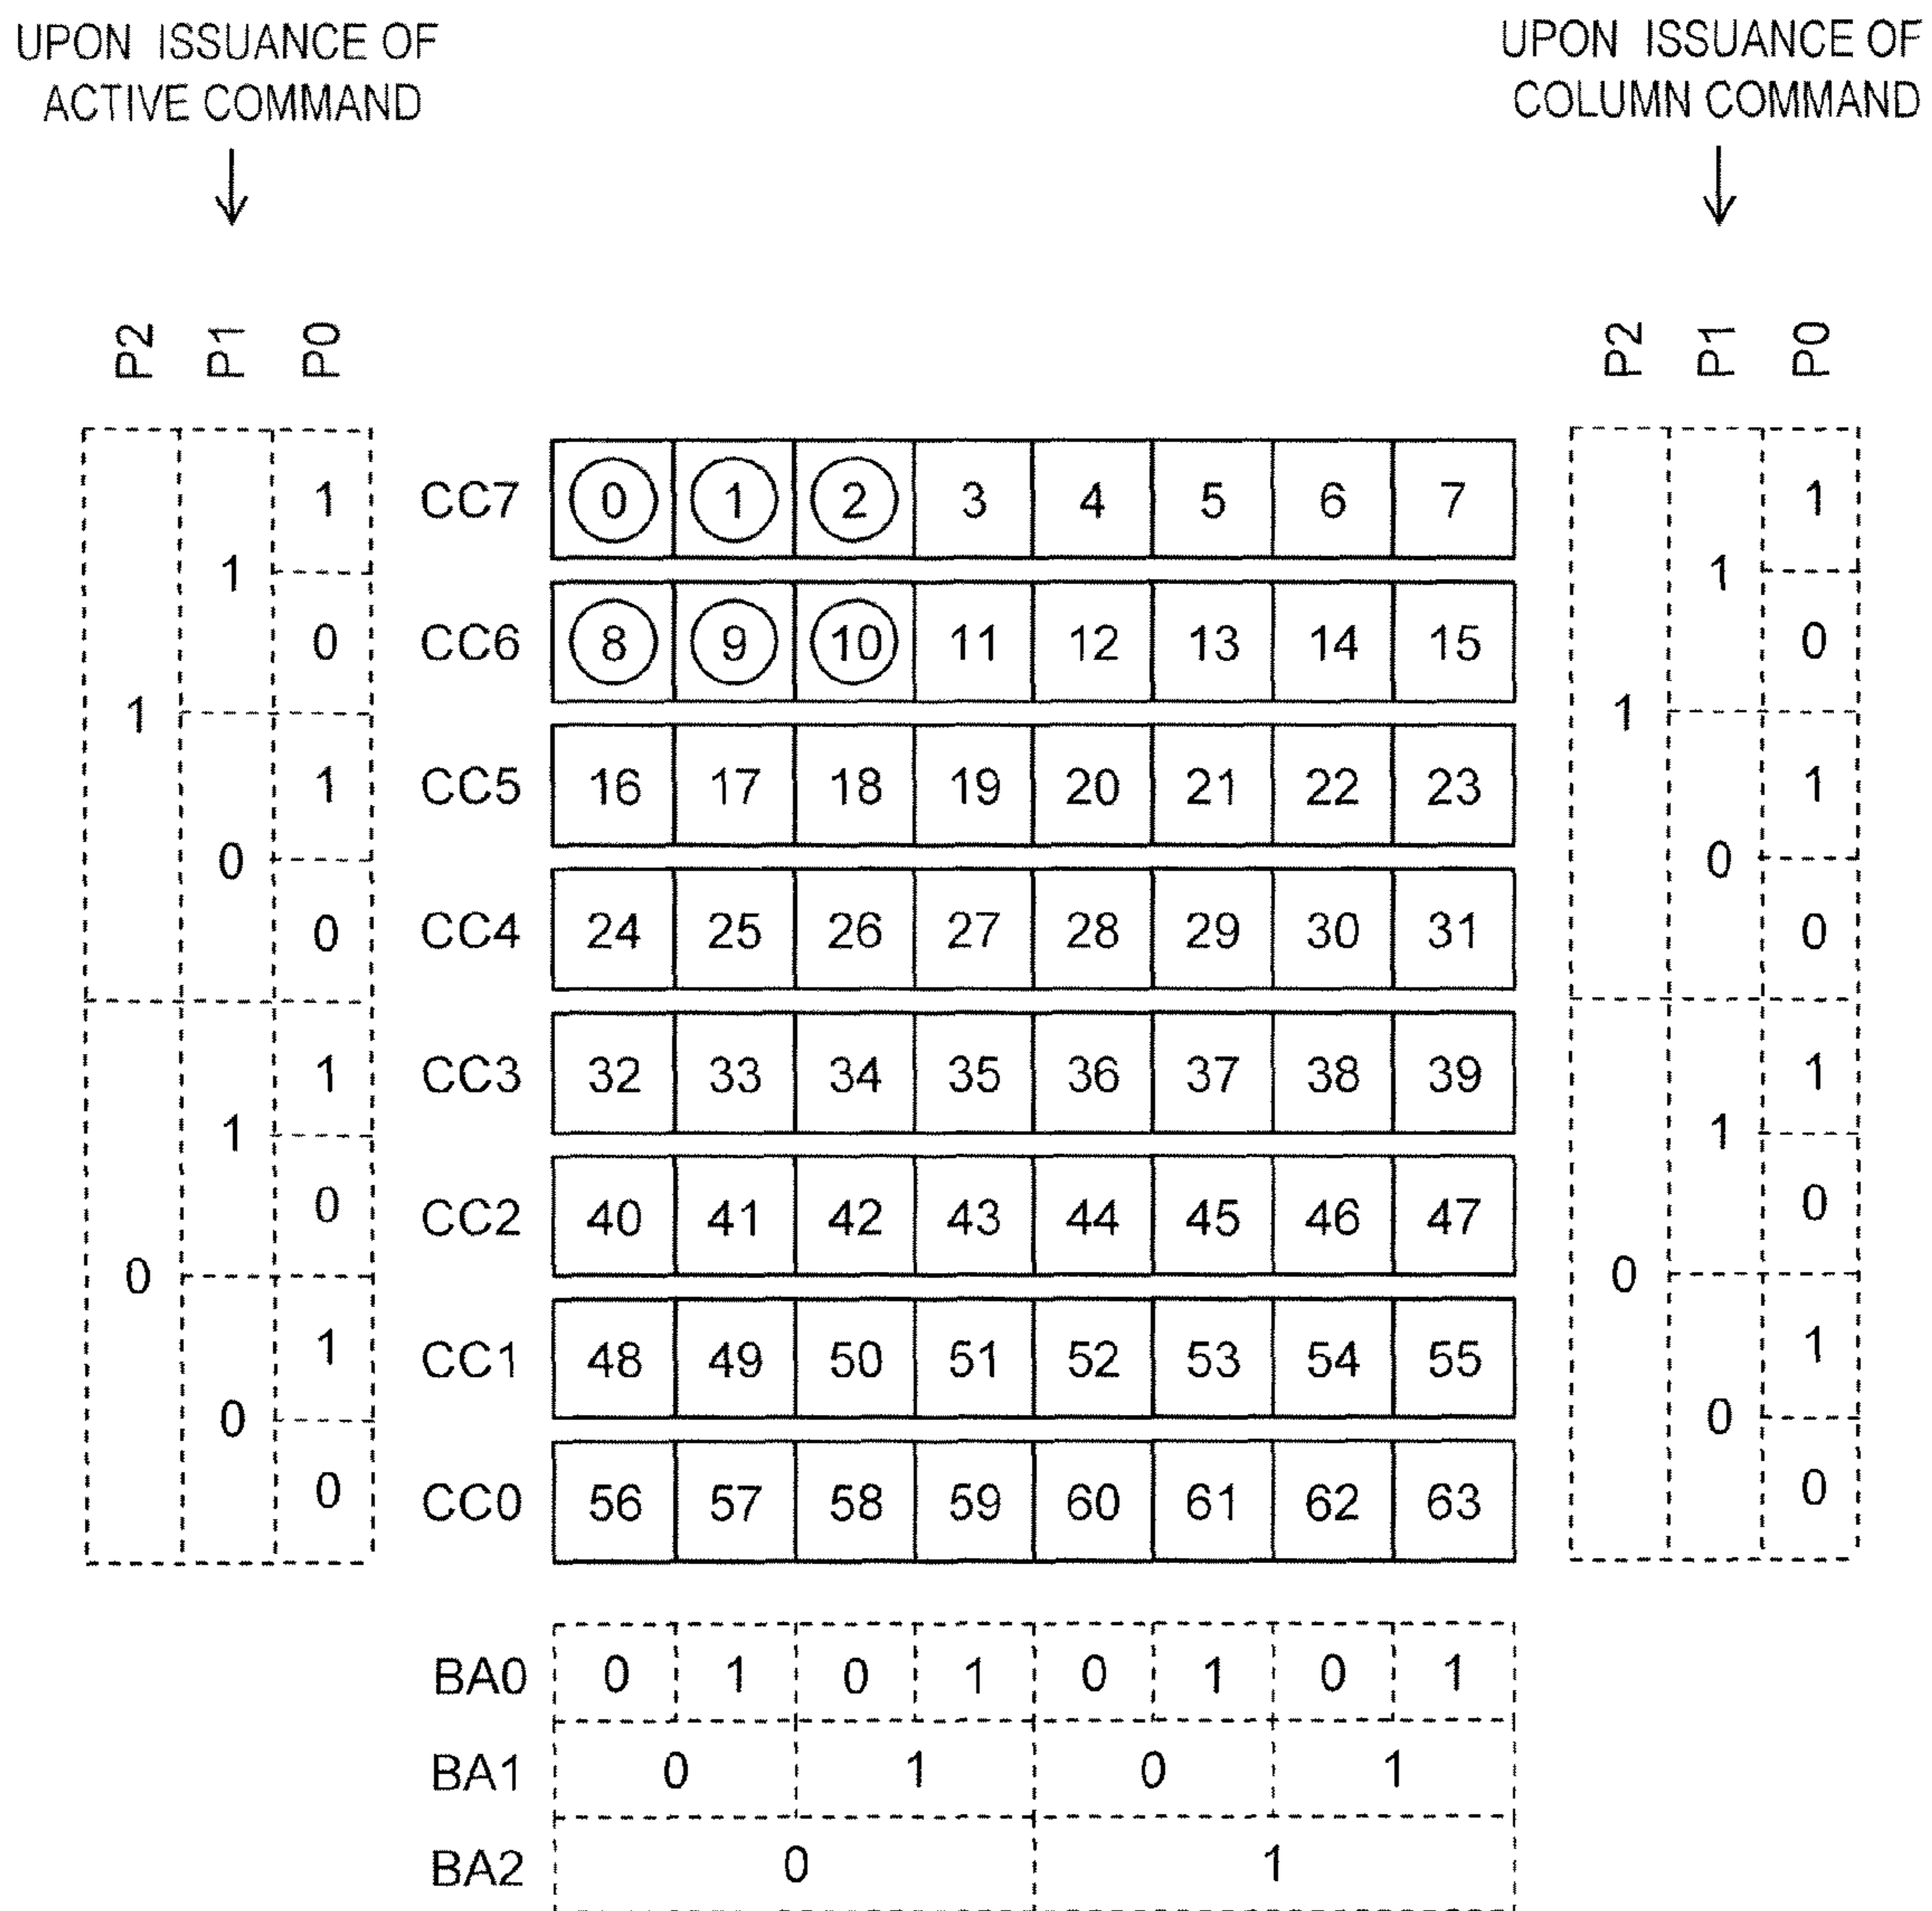 UPON ISSUANCE OF
ACTIVE COMMAND
UPON ISSUANCE OF
COLUMN COMMAND
P2 P1 P0
P2 P1 P0
1 CC7 0 1 2 3 4 5 6 7 1
1 1
0 CC6 8 9 10 11 12 13 14 15 0
1 1
1 CC5 16 17 18 19 20 21 22 23 1
0 0
0 CC4 24 25 26 27 28 29 30 31 0
1 CC3 32 33 34 35 36 37 38 39 1
1 1
0 CC2 40 41 42 43 44 45 46 47 0
0 0
1 CC1 48 49 50 51 52 53 54 55 1
0 0
0 CC0 56 57 58 59 60 61 62 63 0
BA0 0 1 0 1 0 1 0 1
BA1 0 1 0 1
BA2 0 1